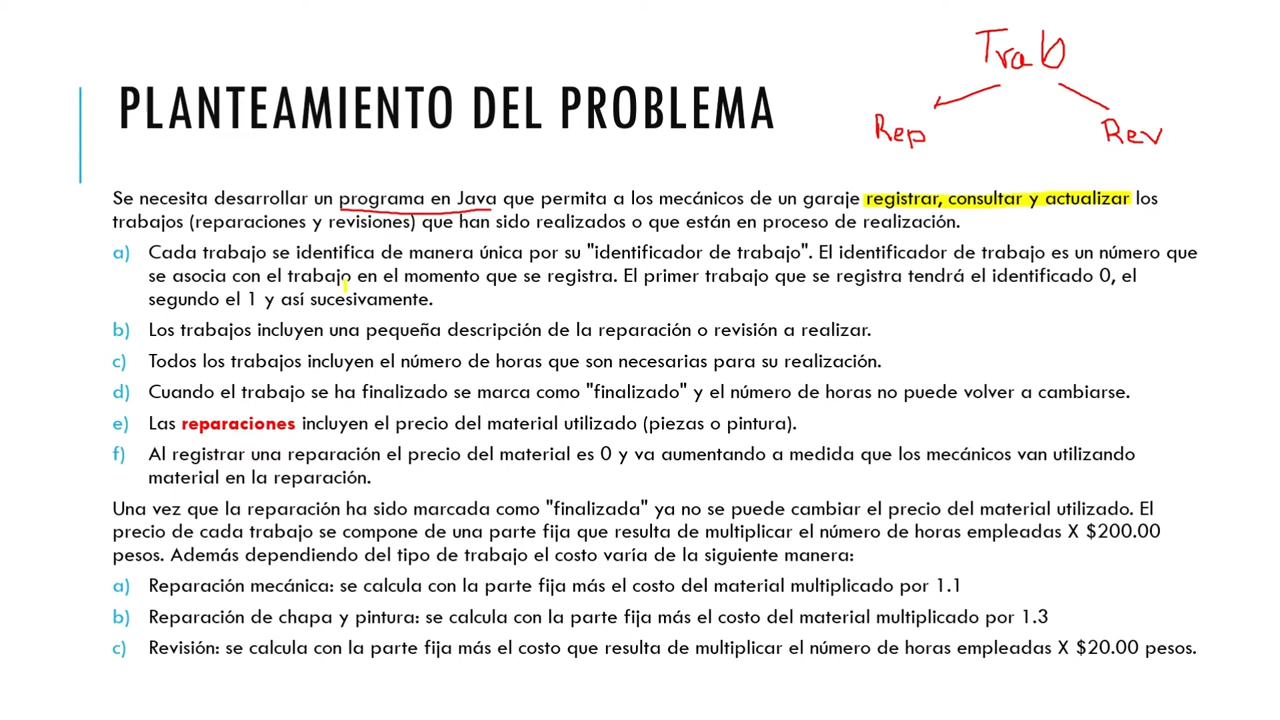 Trab
Rep Rev
PLANTEAMIENTO DEL PROBLEMA
Se necesita desarrollar un programa en Java que permita a los mecánicos de un garaje registrar, consultar y actualizar los
trabajos (reparaciones y revisiones) que han sido realizados o que están en proceso de realización.
a) Cada trabajo se identifica de manera única por su "identificador de trabajo". El identificador de trabajo es un número que
se asocia con el trabajo en el momento que se registra. El primer trabajo que se registra tendrá el identificado 0, el
segundo el 1 y así sucesivamente.
b) Los trabajos incluyen una pequeña descripción de la reparación o revisión a realizar.
c) Todos los trabajos incluyen el número de horas que son necesarias para su realización.
d) Cuando el trabajo se ha finalizado se marca como "finalizado" y el número de horas no puede volver a cambiarse.
e) Las reparaciones incluyen el precio del material utilizado (piezas o pintura).
f) Al registrar una reparación el precio del material es 0 y va aumentando a medida que los mecánicos van utilizando
material en la reparación.
Una vez que la reparación ha sido marcada como "finalizada" ya no se puede cambiar el precio del material utilizado. El
precio de cada trabajo se compone de una parte fija que resulta de multiplicar el número de horas empleadas X $200.00
pesos. Además dependiendo del tipo de trabajo el costo varía de la siguiente manera:
a) Reparación mecánica: se calcula con la parte fija más el costo del material multiplicado por 1.1
b) Reparación de chapa y pintura: se calcula con la parte fija más el costo del material multiplicado por 1.3
c) Revisión: se calcula con la parte fija más el costo que resulta de multiplicar el número de horas empleadas X $20.00 pesos.